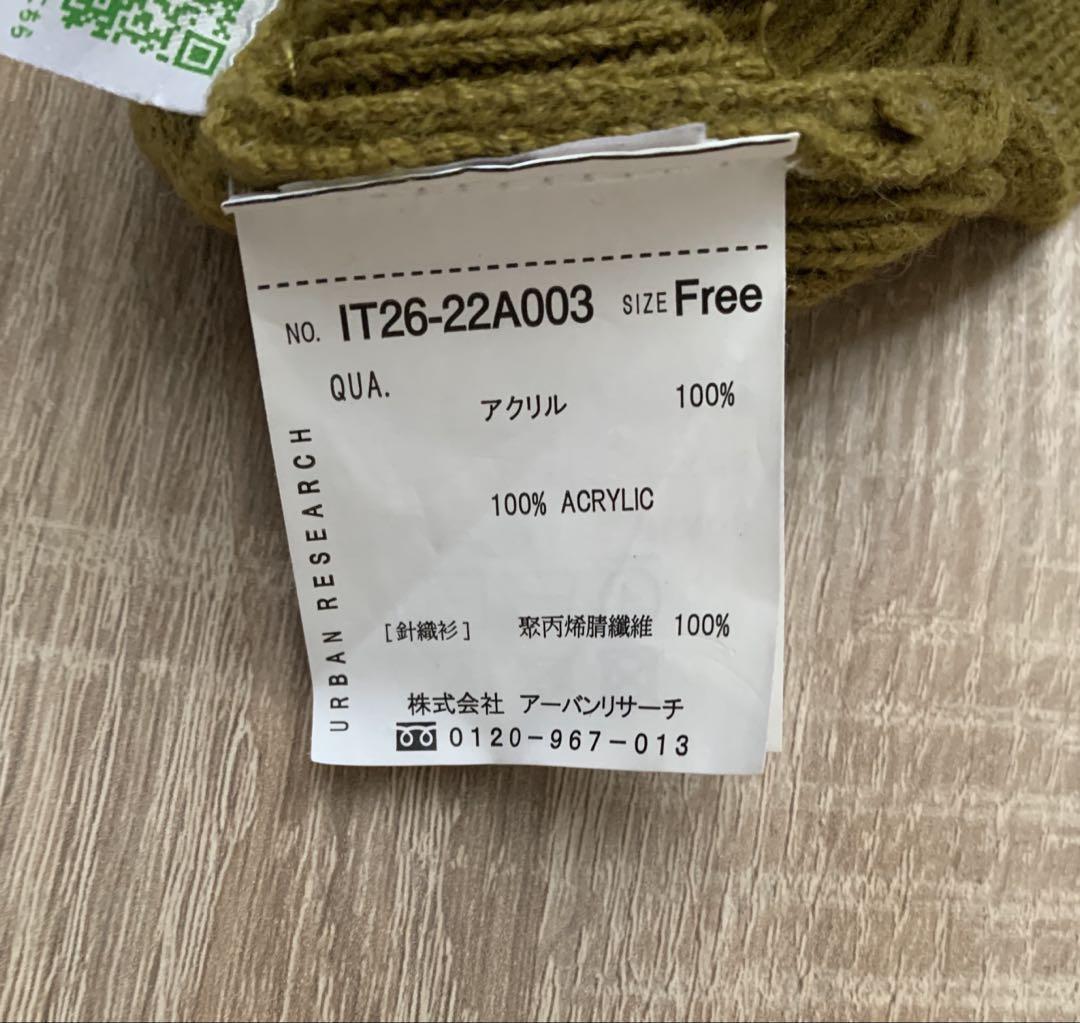 NO. IT26-22A003 SIZE Free
QUA.
アクリル 100%
100% ACRYLIC
[針織衫] 聚丙烯腈纖維 100%
株式会社 アーバンリサーチ
0120-967-013
URBAN RESEARCH